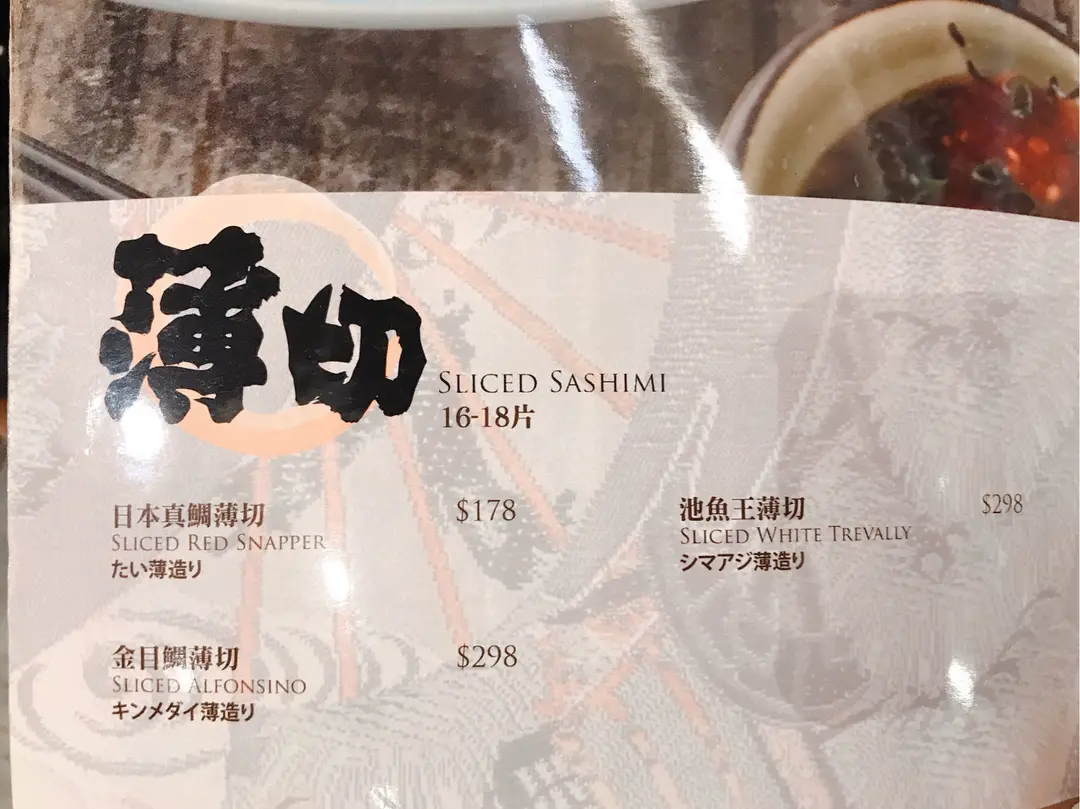 薄切
SLICED SASHIMI
16-18片
日本真鯛薄切 $178
SLICED RED SNAPPER
たい薄造り
池魚王薄切 $298
SLICED WHITE TREVALLY
シマアジ薄造り
金目鯛薄切 $298
SLICED ALFONSINO
キンメダイ薄造り